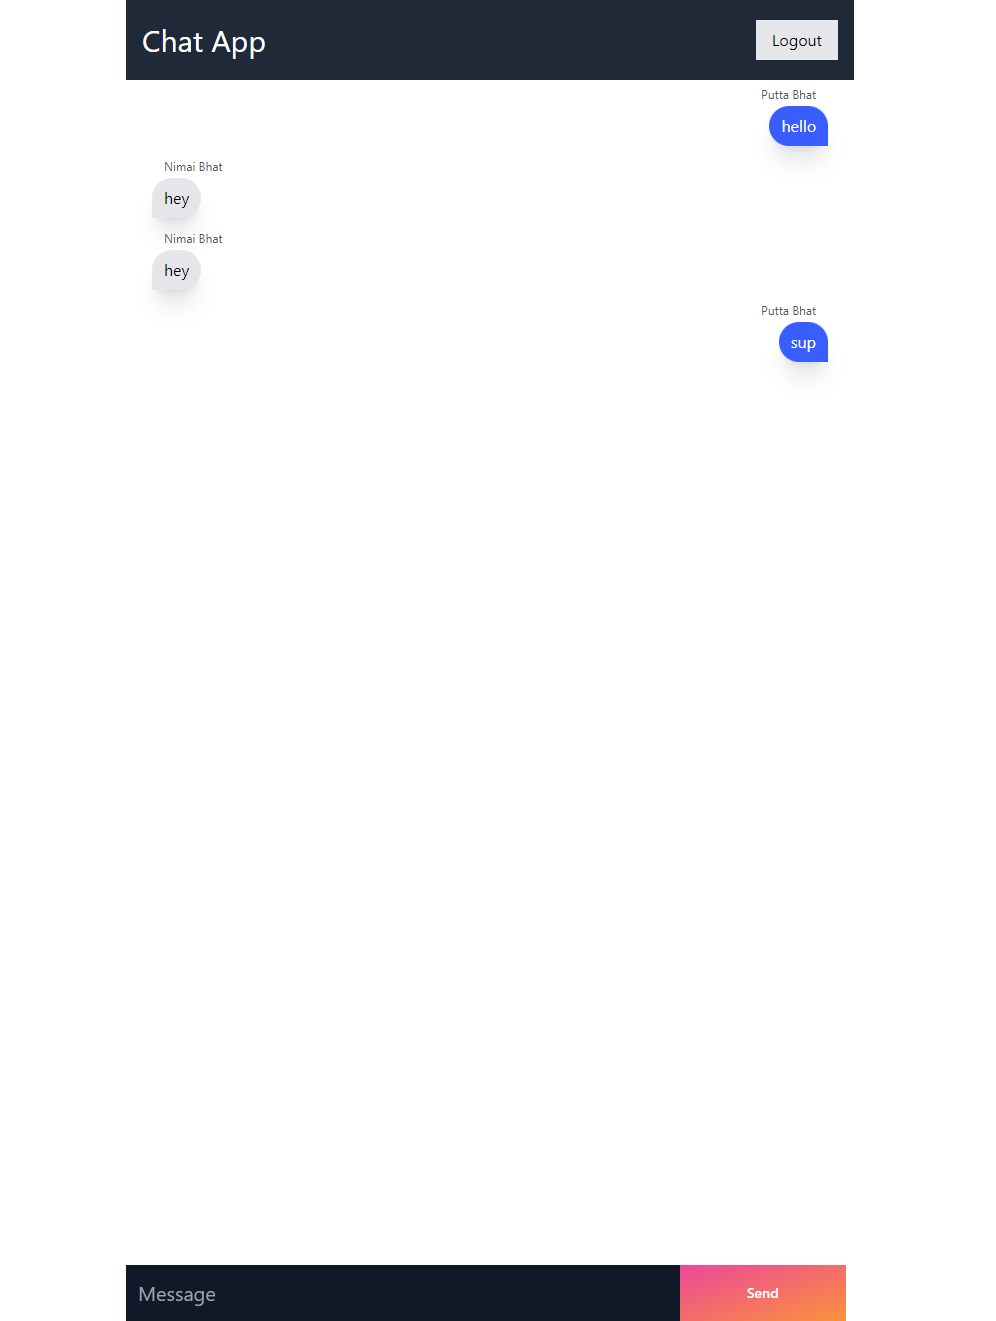 Chat App
Logout
Putta Bhat
hello
Nimai Bhat
hey
Nimai Bhat
hey
Putta Bhat
sup
Message
Send